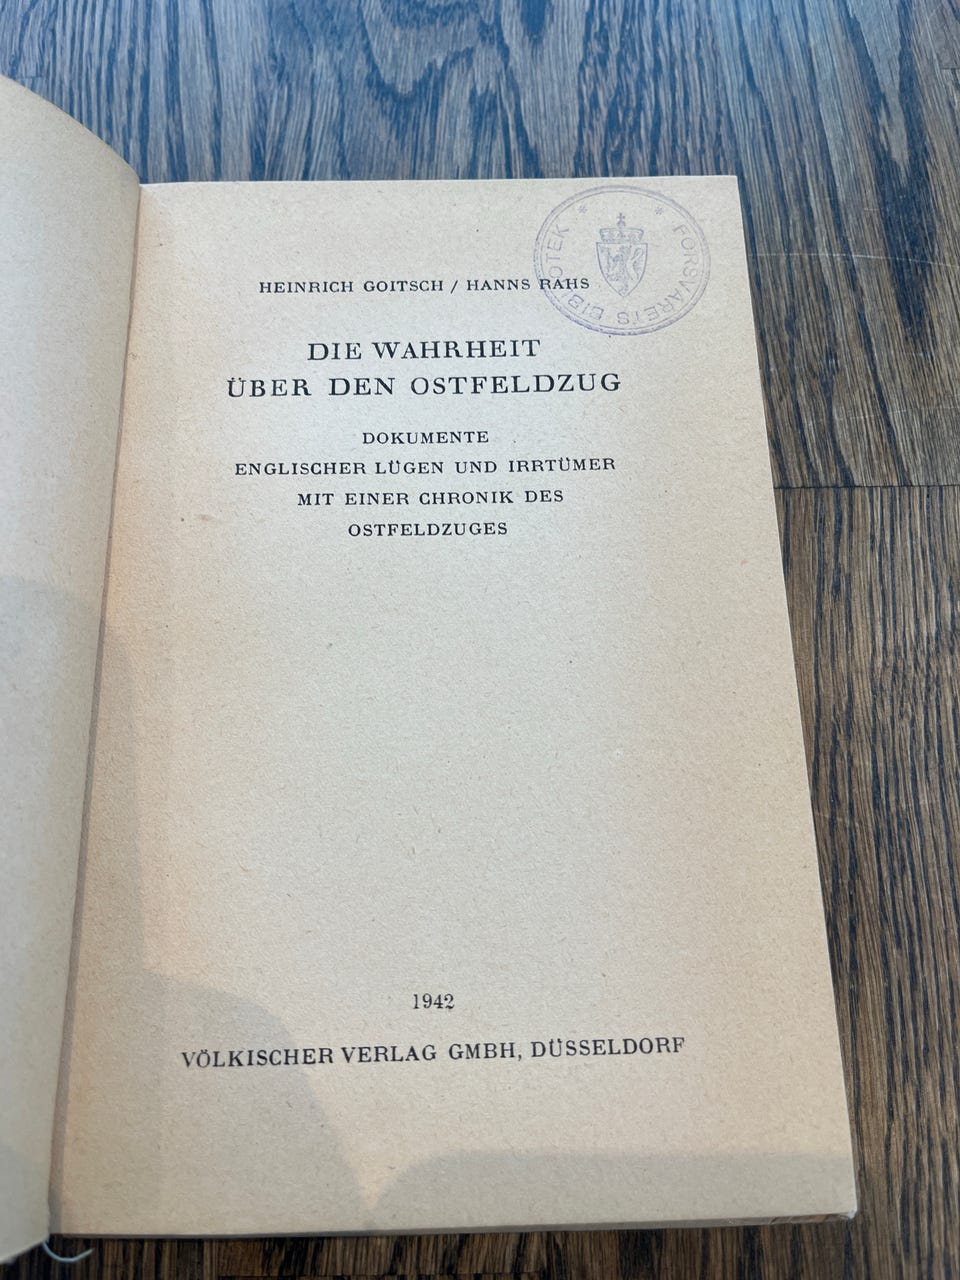 HEINRICH GOITSCH / HANNS RAHS
DIE WAHRHEIT
ÜBER DEN OSTFELDZUG
DOKUMENTE
ENGLISCHER LÜGEN UND IRRTÜMER
MIT EINER CHRONIK DES
OSTFELDZUGES
1942
VÖLKISCHER VERLAG GMBH, DÜSSELDORF
* FORSVARETS BIBLIOTEK *